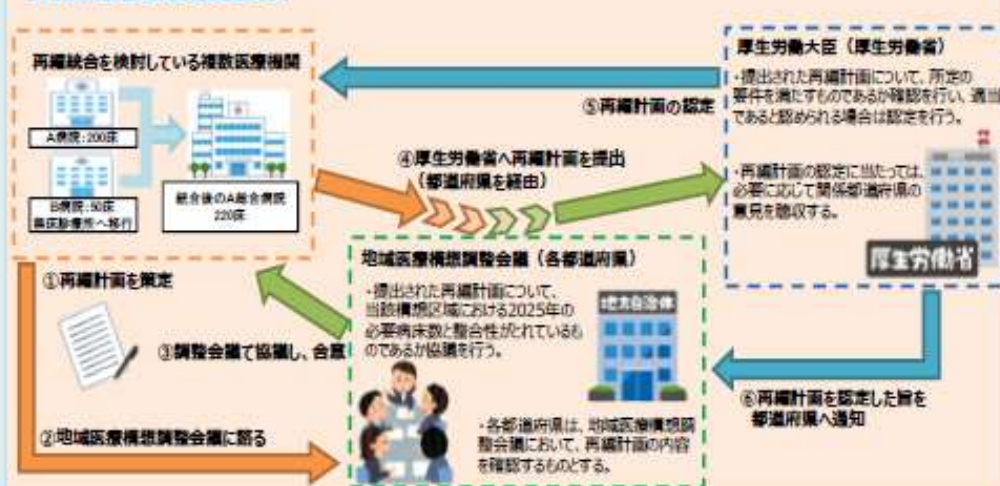 再編統合を検討している複数医療機関
A病院:200床
B病院:50床
無床診療所へ移行
統合後のA総合病院
220床
厚生労働大臣(厚生労働省)
・提出された再編計画について、所定の
要件を満たすものであるか確認を行い、適当
であると認められる場合は認定を行う。
・再編計画の認定に当たっては、
必要に応じて関係都道府県の
意見を聴収する。
厚生労働省
⑤再編計画の認定
④厚生労働省へ再編計画を提出
(都道府県を経由)
①再編計画を策定
③調整会議で協議し、合意
②地域医療構想調整会議に諮る
地域医療構想調整会議(各都道府県)
・提出された再編計画について、
当該構想区域における2025年の
必要病床数と整合性がとれているも
のであるか協議を行う。
地方自治体
・各都道府県は、地域医療構想調
整会議において、再編計画の内容
を確認するものとする。
⑥再編計画を認定した旨を
都道府県へ通知